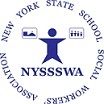 NEW YORK STATE SCHOOL SOCIAL WORKERS' ASSOCIATION
NYSSSWA